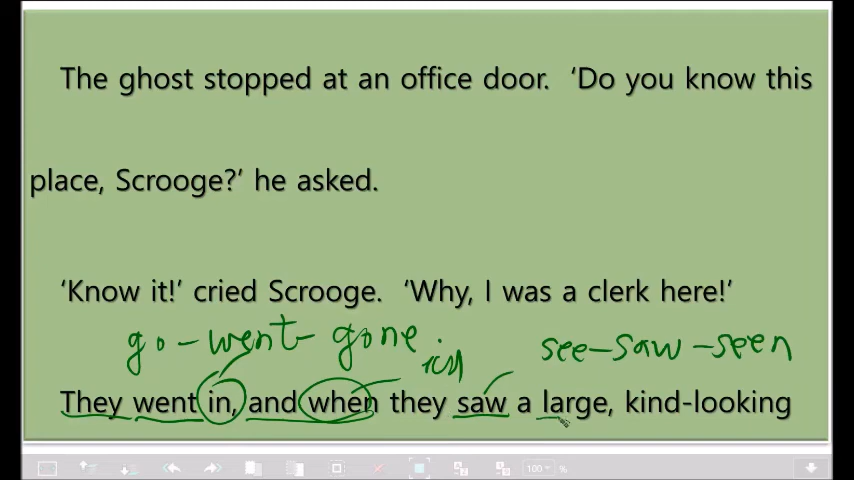 The ghost stopped at an office door. ‘Do you know this
place, Scrooge?’ he asked.
‘Know it!’ cried Scrooge. ‘Why, I was a clerk here!’
go - went - gone see - saw - seen
They went in, and when they saw a large, kind-looking
100 %